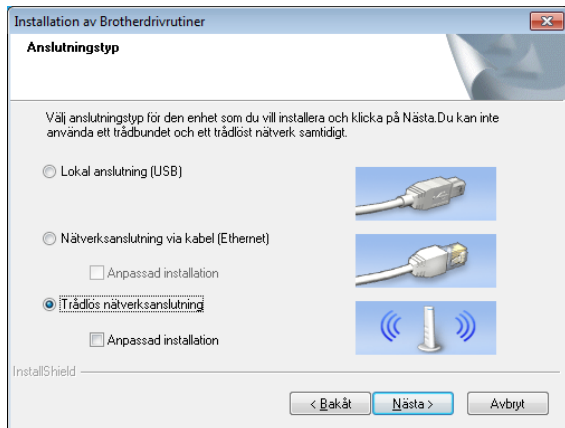 Installation av Brotherdrivrutiner
Anslutningstyp
Välj anslutningstyp för den enhet som du vill installera och klicka på Nästa.Du kan inte
använda ett trådbundet och ett trådlöst nätverk samtidigt.
Lokal anslutning (USB)
Nätverksanslutning via kabel (Ethernet)
Anpassad installation
Trådlös nätverksanslutning
Anpassad installation
InstallShield
< Bakåt Nästa > Avbryt